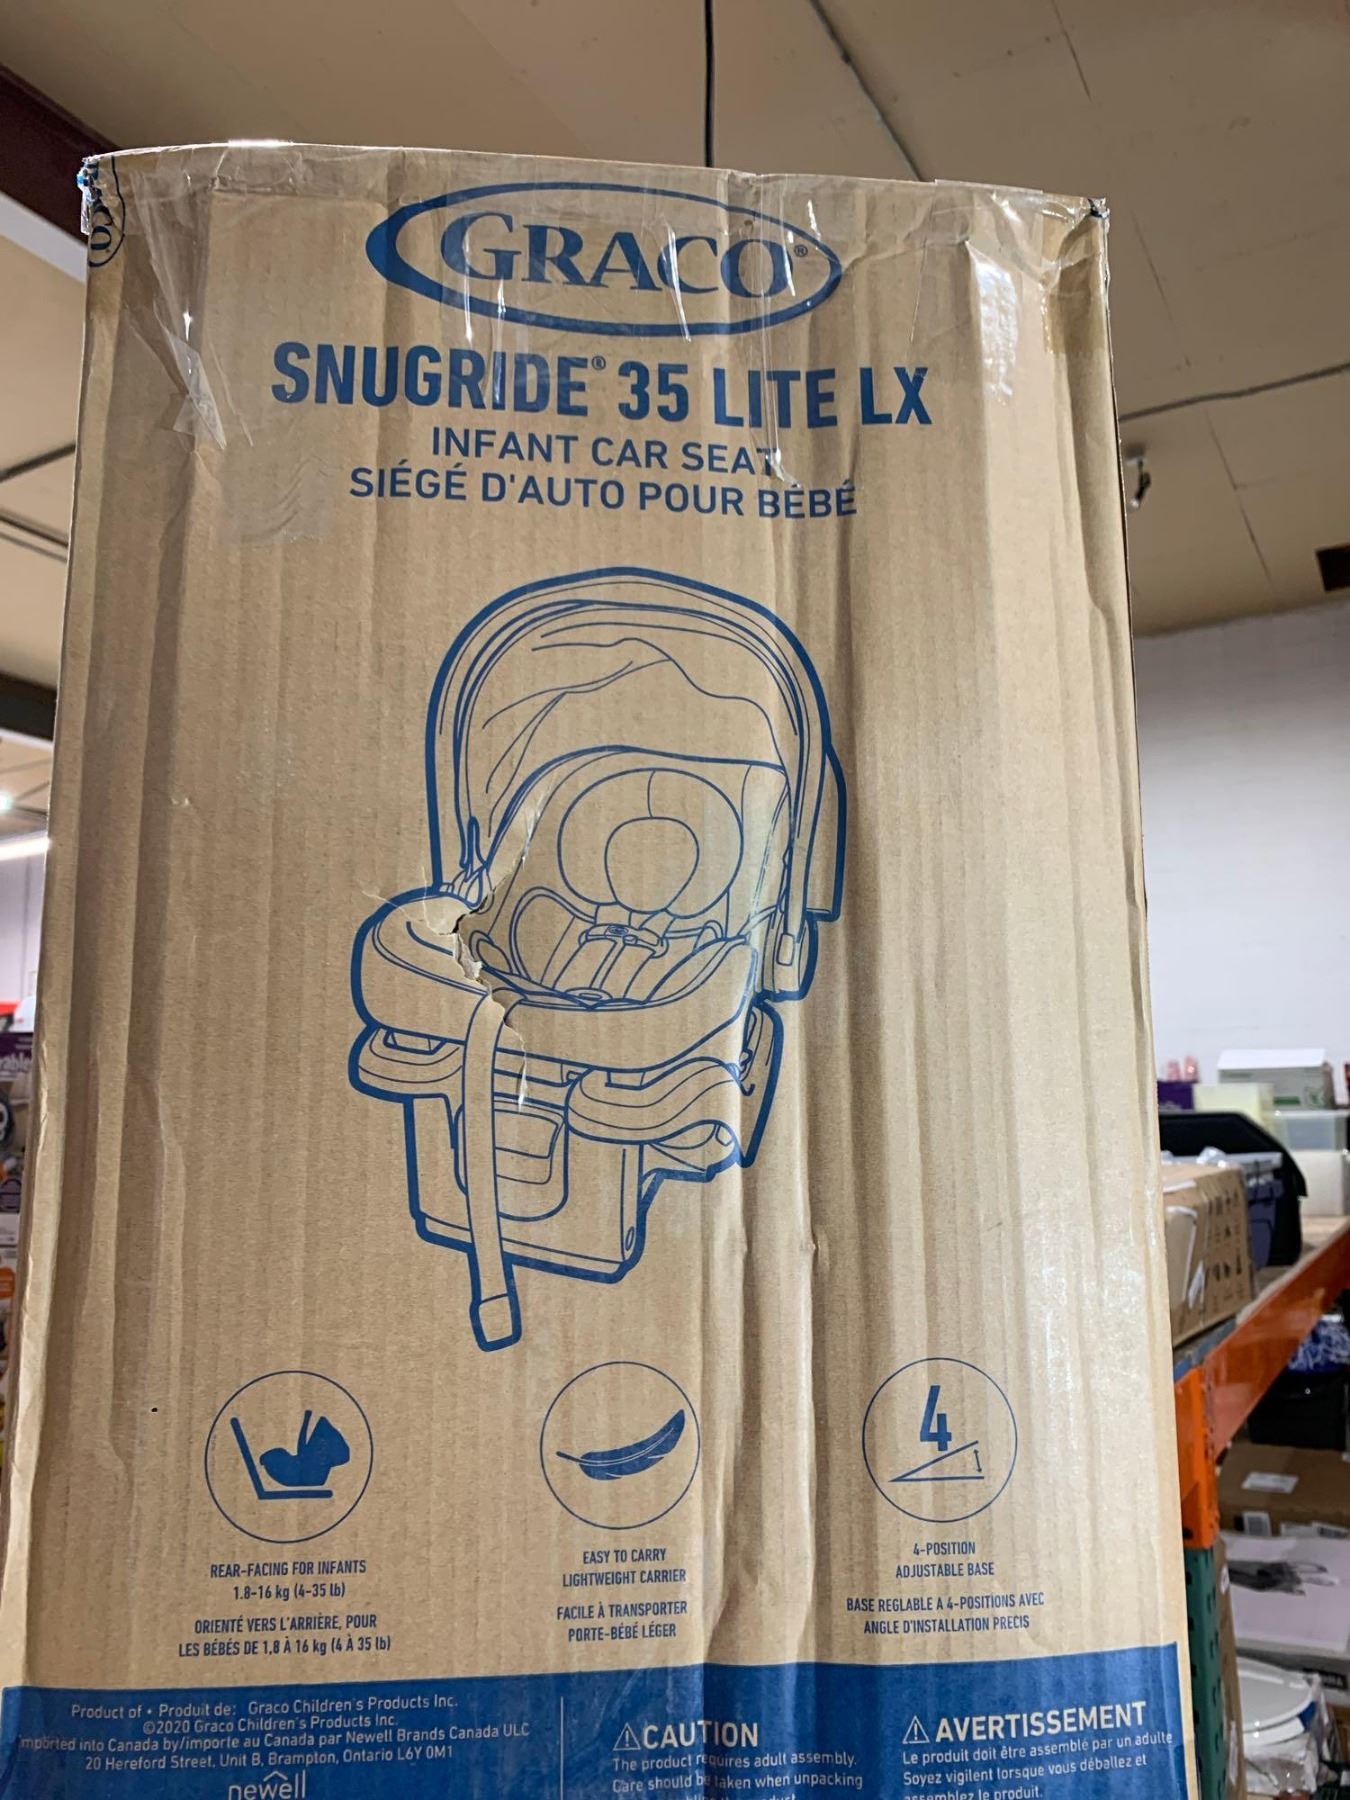 GRACO®
SNUGRIDE® 35 LITE LX
INFANT CAR SEAT
SIÉGÉ D'AUTO POUR BÉBÉ
REAR-FACING FOR INFANTS
1.8-16 kg (4-35 lb)
ORIENTÉ VERS L'ARRIÈRE, POUR
LES BÉBÉS DE 1,8 À 16 kg (4 À 35 lb)
EASY TO CARRY
LIGHTWEIGHT CARRIER
FACILE À TRANSPORTER
PORTE-BÉBÉ LÉGER
4
4-POSITION
ADJUSTABLE BASE
BASE REGLABLE A 4-POSITIONS AVEC
ANGLE D'INSTALLATION PRECIS
Product of • Produit de: Graco Children's Products Inc.
©2020 Graco Children's Products Inc.
Imported into Canada by/importe au Canada par Newell Brands Canada ULC
20 Hereford Street, Unit B, Brampton, Ontario L6Y 0M1
newell
⚠CAUTION
The product requires adult assembly.
Care should be taken when unpacking
⚠ AVERTISSEMENT
Le produit doit être assemblé par un adulte
Soyez vigilent lorsque vous déballez et
assemblez le produit.